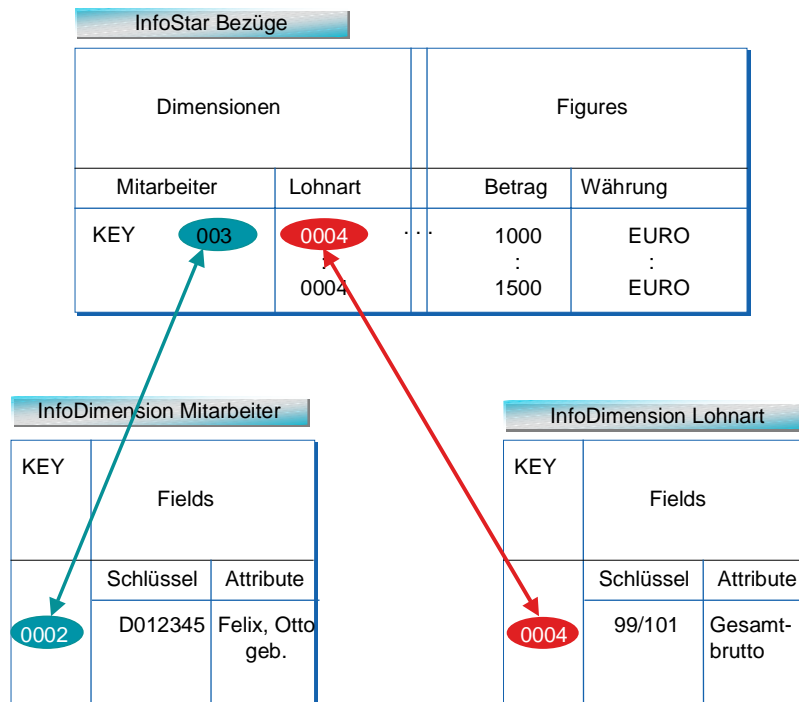 InfoStar Bezüge
Dimensionen Figures
Mitarbeiter Lohnart Betrag Währung
KEY 003 0004 . . . 1000 EURO
: : :
0004 1500 EURO
InfoDimension Mitarbeiter
KEY
Fields
Schlüssel Attribute
0002 D012345 Felix, Otto
geb.
InfoDimension Lohnart
KEY
Fields
Schlüssel Attribute
0004 99/101 Gesamt-
brutto